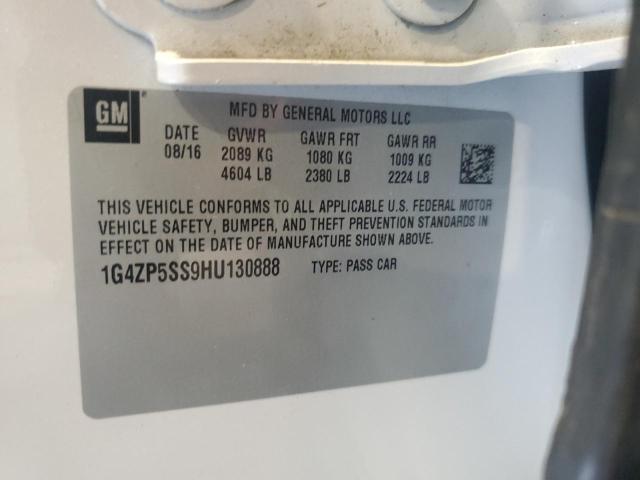 GM
MFD BY GENERAL MOTORS LLC
DATE GVWR GAWR FRT GAWR RR
08/16 2089 KG 1080 KG 1009 KG
4604 LB 2380 LB 2224 LB
THIS VEHICLE CONFORMS TO ALL APPLICABLE U.S. FEDERAL MOTOR
VEHICLE SAFETY, BUMPER, AND THEFT PREVENTION STANDARDS IN
EFFECT ON THE DATE OF MANUFACTURE SHOWN ABOVE.
1G4ZP5SS9HU130888 TYPE: PASS CAR